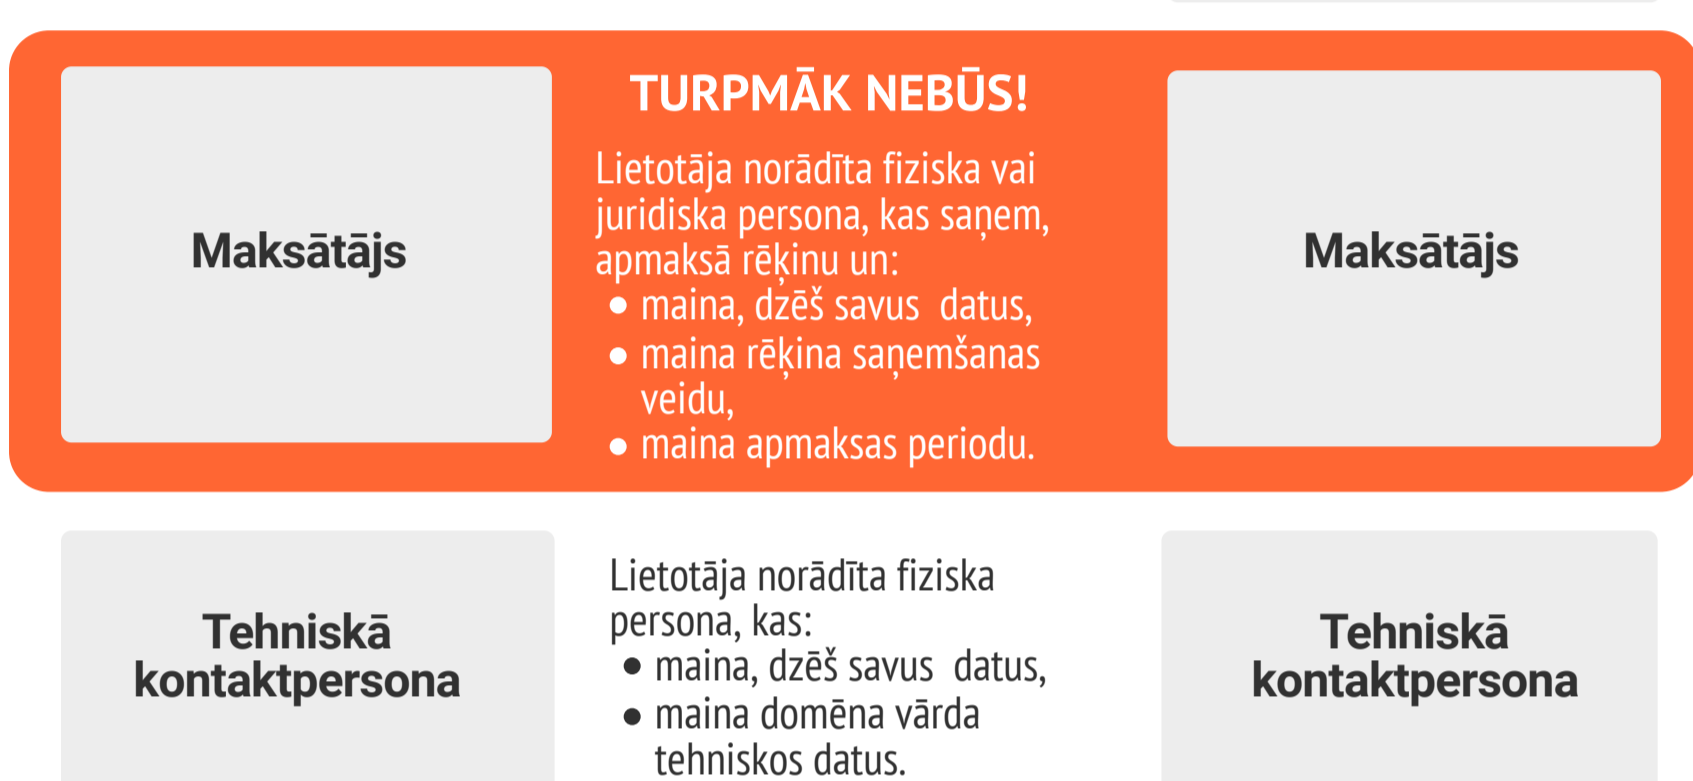 Maksātājs
TURPMĀK NEBŪS!
Lietotāja norādīta fiziska vai
juridiska persona, kas saņem,
apmaksā rēķinu un:
• maina, dzēš savus  datus,
• maina rēķina saņemšanas
veidu,
• maina apmaksas periodu.
Maksātājs
Tehniskā
kontaktpersona
Lietotāja norādīta fiziska
persona, kas:
• maina, dzēš savus  datus,
• maina domēna vārda
tehniskos datus.
Tehniskā
kontaktpersona